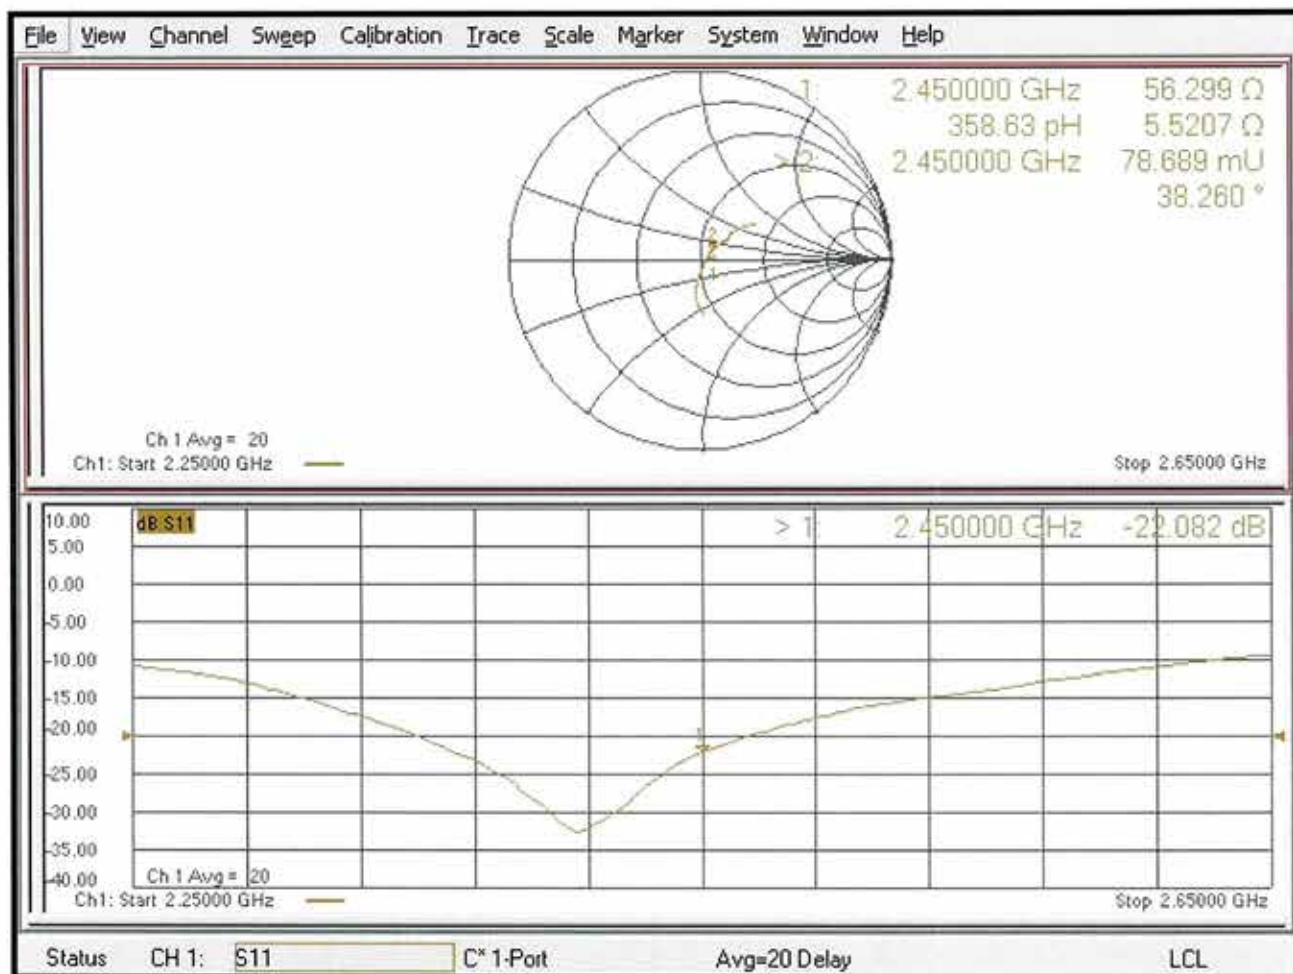 File View Channel Sweep Calibration Trace Scale Marker System Window Help
1: 2.450000 GHz 56.299 Ω
358.63 pH 5.5207 Ω
> 2: 2.450000 GHz 78.689 mU
38.260 °
2
1
Ch 1 Avg = 20
Ch1: Start 2.25000 GHz Stop 2.65000 GHz
10.00 dB S11 > 1: 2.450000 GHz -22.082 dB
5.00
0.00
-5.00
-10.00
-15.00
-20.00 1
-25.00
-30.00
-35.00
-40.00 Ch 1 Avg = 20
Ch1: Start 2.25000 GHz Stop 2.65000 GHz
Status CH 1: S11 C* 1-Port Avg=20 Delay LCL